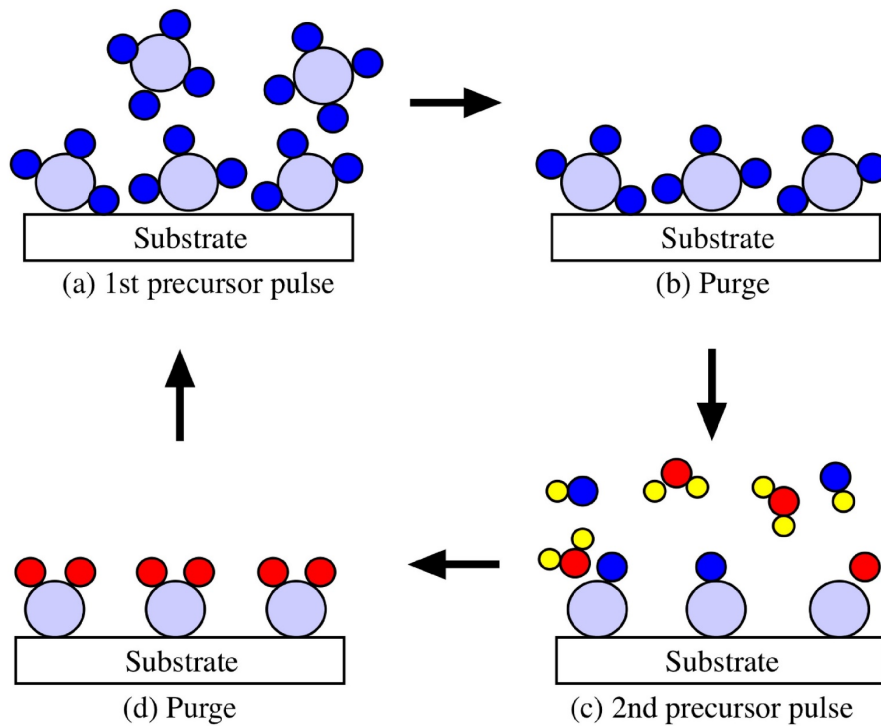 Substrate
(a) 1st precursor pulse
Substrate
(b) Purge
Substrate
(d) Purge
Substrate
(c) 2nd precursor pulse